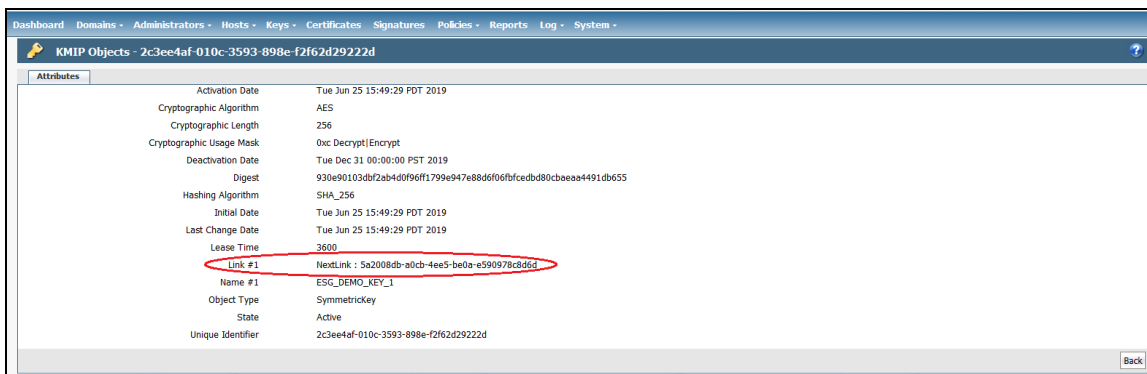 Dashboard Domains Administrators Hosts Keys Certificates Signatures Policies Reports Log System
KMIP Objects - 2c3ee4af-010c-3593-898e-f2f62d29222d
?
Attributes
Activation Date Tue Jun 25 15:49:29 PDT 2019
Cryptographic Algorithm AES
Cryptographic Length 256
Cryptographic Usage Mask 0xc Decrypt|Encrypt
Deactivation Date Tue Dec 31 00:00:00 PST 2019
Digest 930e90103dbf2ab4d0f96ff1799e947e88d6f06fbfcedbd80cbaeaa4491db655
Hashing Algorithm SHA_256
Initial Date Tue Jun 25 15:49:29 PDT 2019
Last Change Date Tue Jun 25 15:49:29 PDT 2019
Lease Time 3600
Link #1 NextLink : 5a2008db-a0cb-4ee5-be0a-e590978c8d6d
Name #1 ESG_DEMO_KEY_1
Object Type SymmetricKey
State Active
Unique Identifier 2c3ee4af-010c-3593-898e-f2f62d29222d
Back